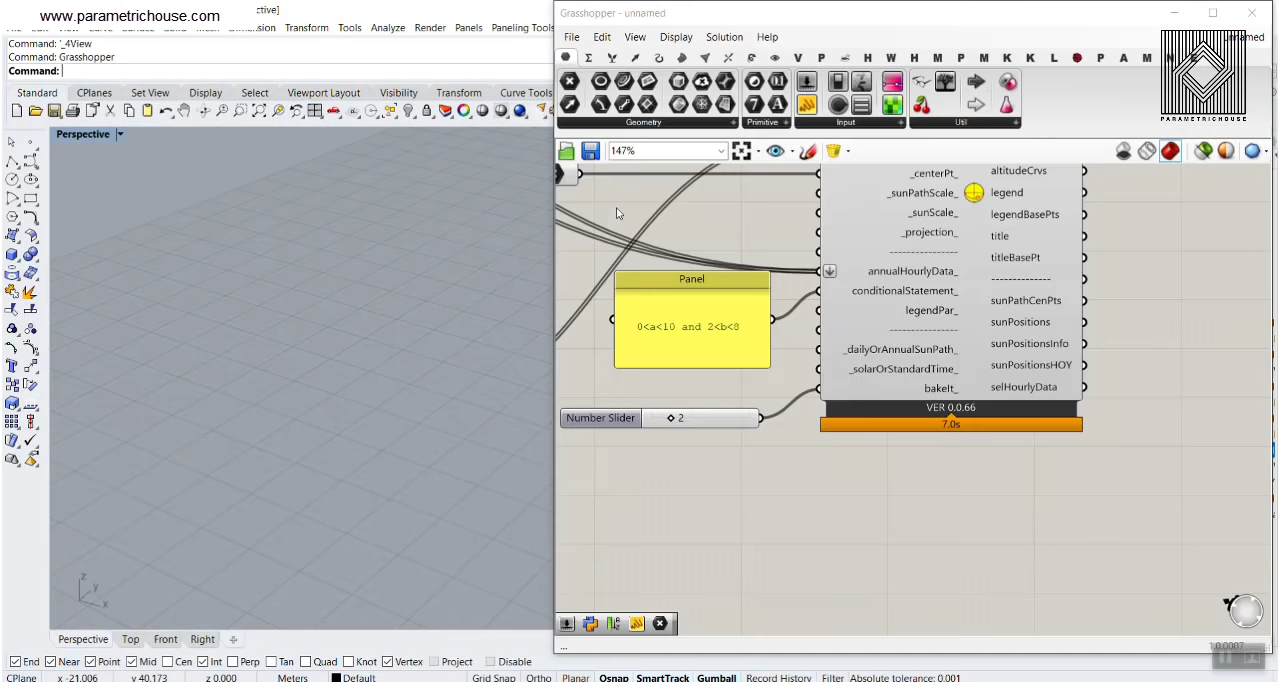 www.parametrichouse.com
ctive]
Grasshopper - unnamed
Transform Tools Analyze Render Panels Paneling Tools
Command: '_4View
Command: Grasshopper
Command:
File Edit View Display Solution Help
unnamed
V P H W H M P M K K L P A M N
Standard CPlanes Set View Display Select Viewport Layout Visibility Transform Curve Tools
Geometry Primitive Input Util
PARAMETRICHOUSE
Perspective
147%
_centerPt_
_sunPathScale_
_sunScale_
_projection_
----------------
annualHourlyData_
conditionalStatement_
legendPar_
----------------
_dailyOrAnnualSunPath_
_solarOrStandardTime_
bakeIt_
altitudeCrvs
legend
legendBasePts
title
titleBasePt
--------------
sunPathCenPts
sunPositions
sunPositionsInfo
sunPositionsHOY
selHourlyData
VER 0.0.66
7.0s
Panel
0<a<10 and 2<b<8
Number Slider 2
z
y
x
Perspective Top Front Right
...
1.0.0007
End Near Point Mid Cen Int Perp Tan Quad Knot Vertex Project Disable
CPlane x -21.006 y 40.173 z 0.000 Meters Default Grid Snap Ortho Planar Osnap SmartTrack Gumball Record History Filter Absolute tolerance: 0.001